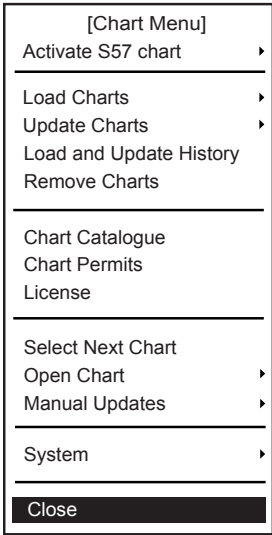 [Chart Menu]
Activate S57 chart
Load Charts
Update Charts
Load and Update History
Remove Charts
Chart Catalogue
Chart Permits
License
Select Next Chart
Open Chart
Manual Updates
System
Close